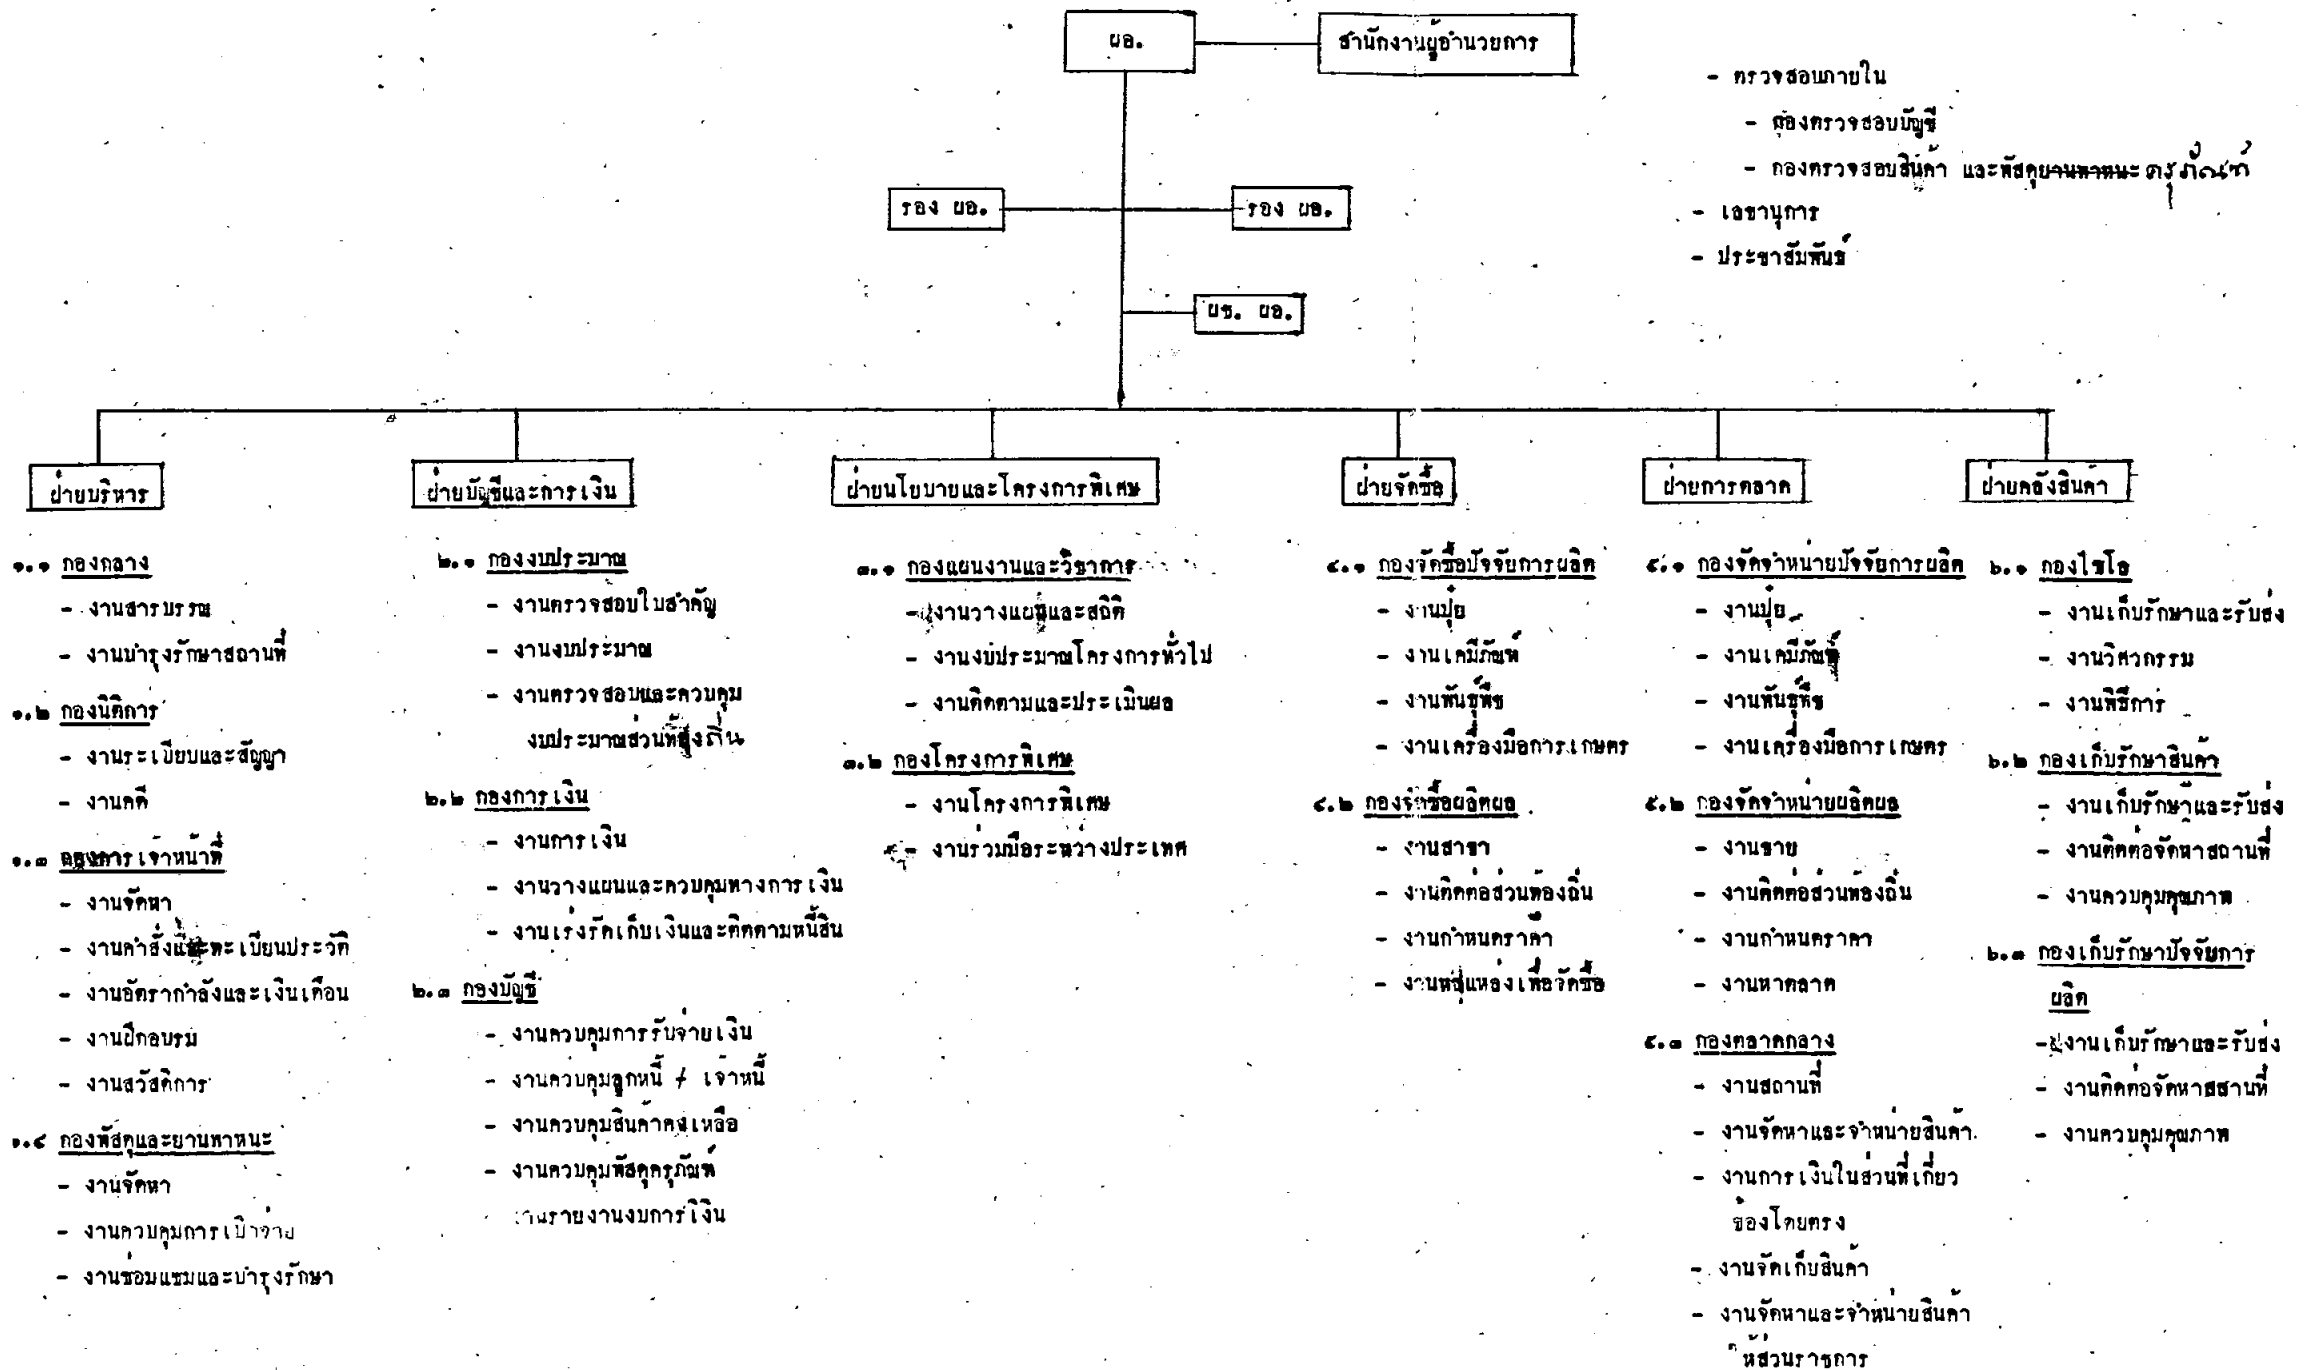 ผอ.
สำนักงานผู้อำนวยการ
- ตรวจสอบภายใน
- กองตรวจสอบบัญชี
- กองตรวจสอบสินค้า และพัสดุยานพาหนะ ครุภัณฑ์
- เลขานุการ
- ประชาสัมพันธ์
รอง ผอ.
รอง ผอ.
ผช. ผอ.
ฝ่ายบริหาร
๑.๑ กองกลาง
- งานสารบรรณ
- งานบำรุงรักษาสถานที่
๑.๒ กองนิติการ
- งานระเบียบและสัญญา
- งานคดี
๑.๓ กองการเจ้าหน้าที่
- งานจัดหา
- งานคำสั่งและทะเบียนประวัติ
- งานอัตรากำลังและเงินเดือน
- งานฝึกอบรม
- งานสวัสดิการ
๑.๔ กองพัสดุและยานพาหนะ
- งานจัดหา
- งานควบคุมการเบิกจ่าย
- งานซ่อมแซมและบำรุงรักษา
ฝ่ายบัญชีและการเงิน
๒.๑ กองงบประมาณ
- งานตรวจสอบใบสำคัญ
- งานงบประมาณ
- งานตรวจสอบและควบคุม
งบประมาณส่วนท้องถิ่น
๒.๒ กองการเงิน
- งานการเงิน
- งานวางแผนและควบคุมทางการเงิน
- งานเร่งรัดเก็บเงินและติดตามหนี้สิน
๒.๓ กองบัญชี
- งานควบคุมการรับจ่ายเงิน
- งานควบคุมลูกหนี้ / เจ้าหนี้
- งานควบคุมสินค้าคงเหลือ
- งานควบคุมพัสดุครุภัณฑ์
งานรายงานงบการเงิน
ฝ่ายนโยบายและโครงการพิเศษ
๓.๑ กองแผนงานและวิชาการ
- งานวางแผนและสถิติ
- งานงบประมาณโครงการทั่วไป
- งานติดตามและประเมินผล
๓.๒ กองโครงการพิเศษ
- งานโครงการพิเศษ
- งานร่วมมือระหว่างประเทศ
ฝ่ายจัดซื้อ
๔.๑ กองจัดซื้อปัจจัยการผลิต
- งานปุ๋ย
- งานเคมีภัณฑ์
- งานพันธุ์พืช
- งานเครื่องมือการเกษตร
๔.๒ กองจัดซื้อผลิตผล
- งานสาขา
- งานติดต่อส่วนท้องถิ่น
- งานกำหนดราคา
- งานหาแหล่งเพื่อจัดซื้อ
ฝ่ายการตลาด
๕.๑ กองจัดจำหน่ายปัจจัยการผลิต
- งานปุ๋ย
- งานเคมีภัณฑ์
- งานพันธุ์พืช
- งานเครื่องมือการเกษตร
๕.๒ กองจัดจำหน่ายผลิตผล
- งานขาย
- งานติดต่อส่วนท้องถิ่น
- งานกำหนดราคา
- งานหาตลาด
๕.๓ กองตลาดกลาง
- งานสถานที่
- งานจัดหาและจำหน่ายสินค้า
- งานการเงินในส่วนที่เกี่ยว
ข้องโดยตรง
- งานจัดเก็บสินค้า
- งานจัดหาและจำหน่ายสินค้า
ให้ส่วนราชการ
ฝ่ายคลังสินค้า
๖.๑ กองไซโล
- งานเก็บรักษาและรับส่ง
- งานวิศวกรรม
- งานพิธีการ
๖.๒ กองเก็บรักษาสินค้า
- งานเก็บรักษาและรับส่ง
- งานติดต่อจัดหาสถานที่
- งานควบคุมคุณภาพ
๖.๓ กองเก็บรักษาปัจจัยการ
ผลิต
- งานเก็บรักษาและรับส่ง
- งานติดต่อจัดหาสถานที่
- งานควบคุมคุณภาพ